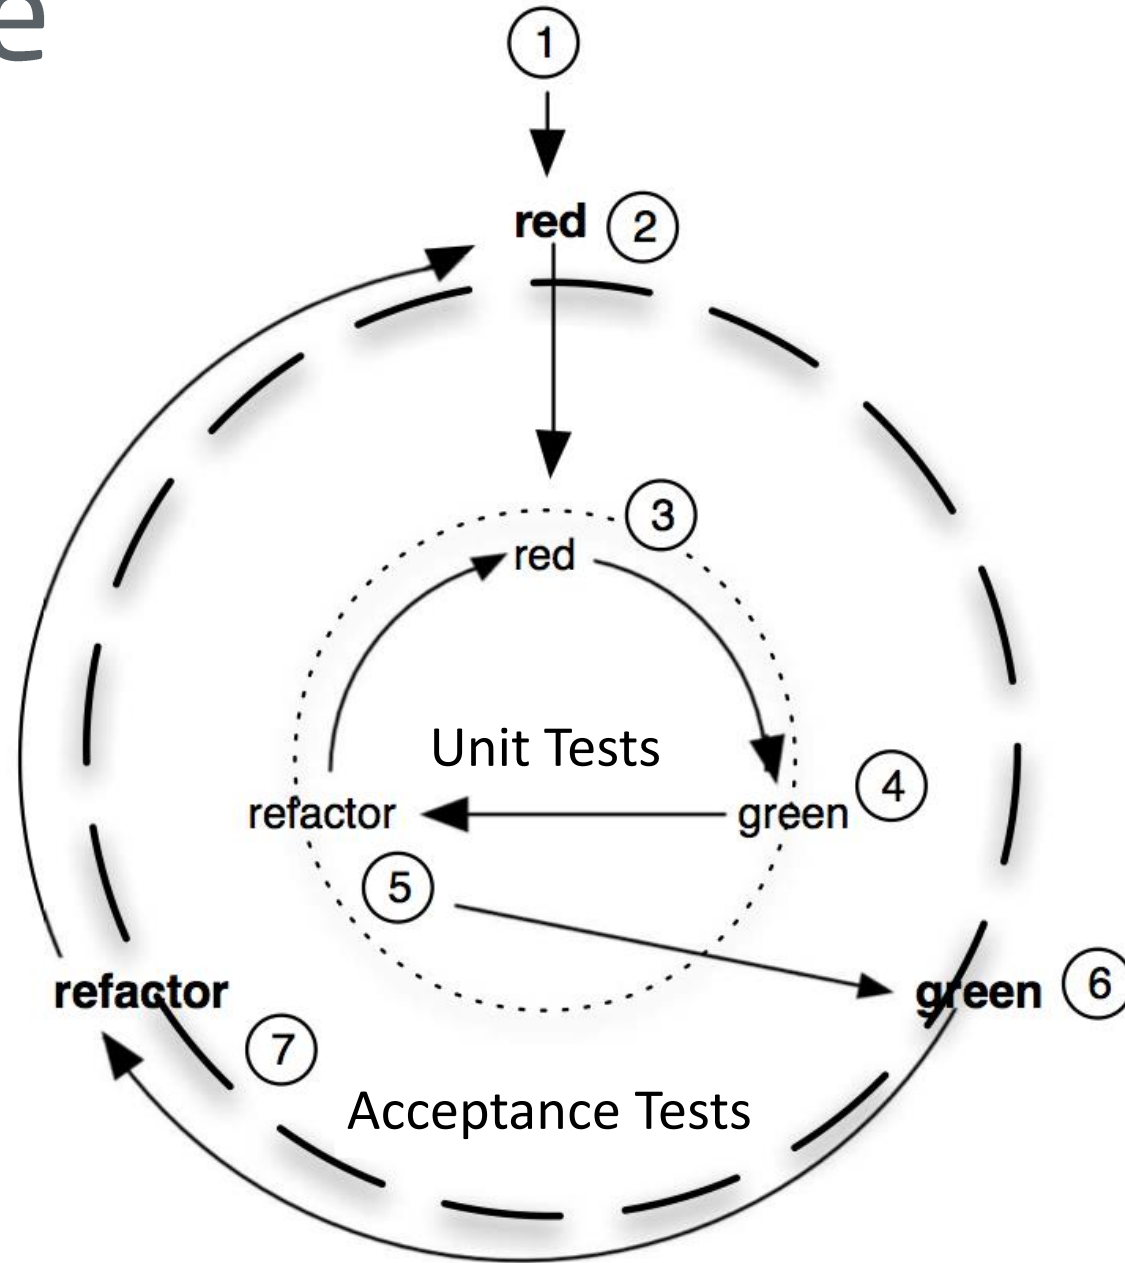 e
1
red 2
3
red
Unit Tests
refactor
green 4
5
refactor
green 6
7
Acceptance Tests